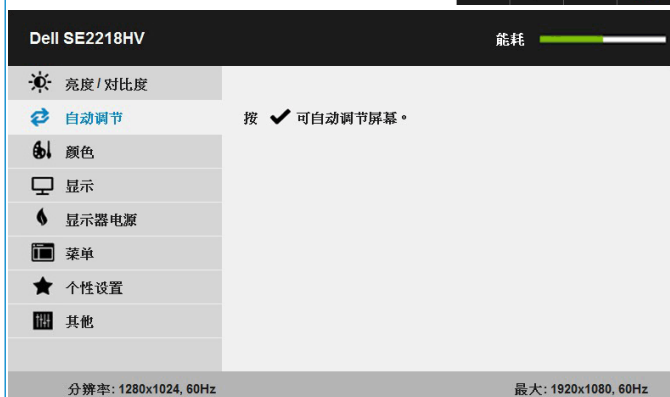 Dell SE2218HV
能耗
亮度 / 对比度
自动调节
按 ✔ 可自动调节屏幕。
颜色
显示
显示器电源
菜单
个性设置
其他
分辨率: 1280x1024, 60Hz
最大: 1920x1080, 60Hz